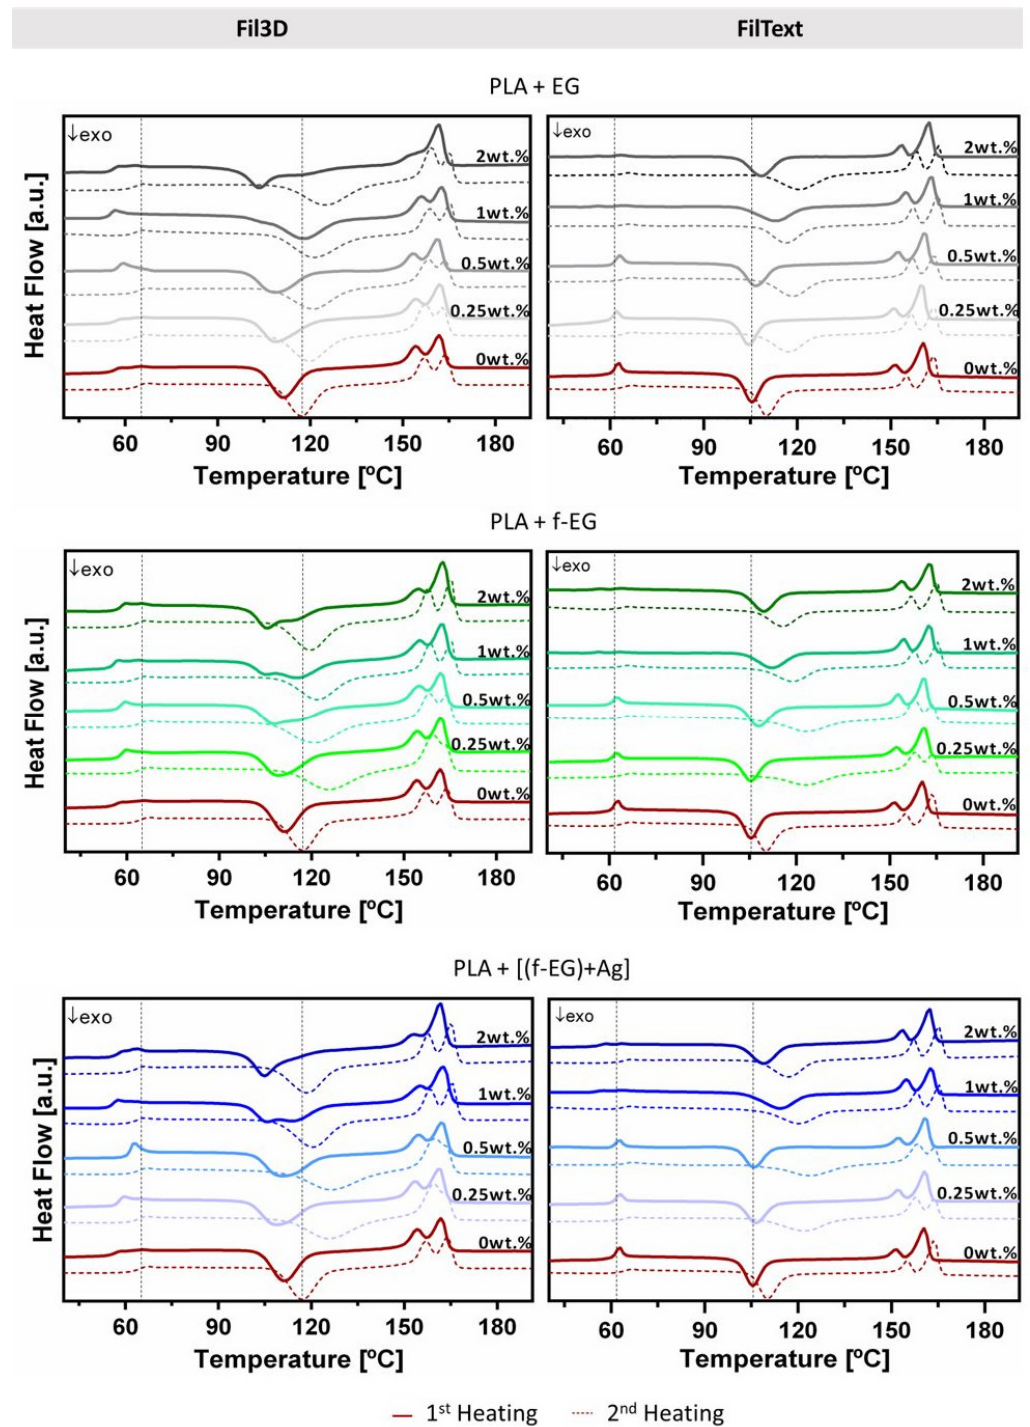 Fil3D FilText
PLA + EG
↓exo
2wt.%
1wt.%
0.5wt.%
0.25wt.%
0wt.%
Heat Flow [a.u.]
60 90 120 150 180
Temperature [ºC]
↓exo
2wt.%
1wt.%
0.5wt.%
0.25wt.%
0wt.%
60 90 120 150 180
Temperature [ºC]
PLA + f-EG
↓exo
2wt.%
1wt.%
0.5wt.%
0.25wt.%
0wt.%
Heat Flow [a.u.]
60 90 120 150 180
Temperature [ºC]
↓exo
2wt.%
1wt.%
0.5wt.%
0.25wt.%
0wt.%
60 90 120 150 180
Temperature [ºC]
PLA + [(f-EG)+Ag]
↓exo
2wt.%
1wt.%
0.5wt.%
0.25wt.%
0wt.%
Heat Flow [a.u.]
60 90 120 150 180
Temperature [ºC]
↓exo
2wt.%
1wt.%
0.5wt.%
0.25wt.%
0wt.%
60 90 120 150 180
Temperature [ºC]
1st Heating 2nd Heating